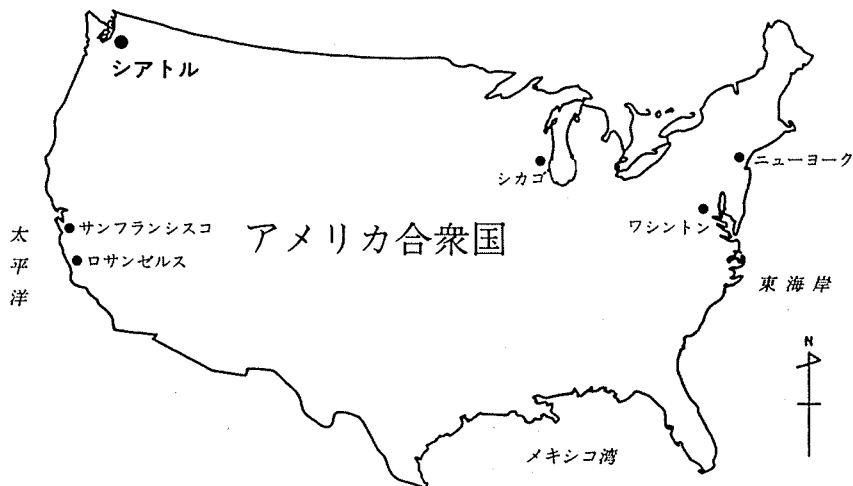 シアトル
ニューヨーク
シカゴ
ワシントン
サンフランシスコ
アメリカ合衆国
太平洋
ロサンゼルス
東海岸
N
メキシコ湾